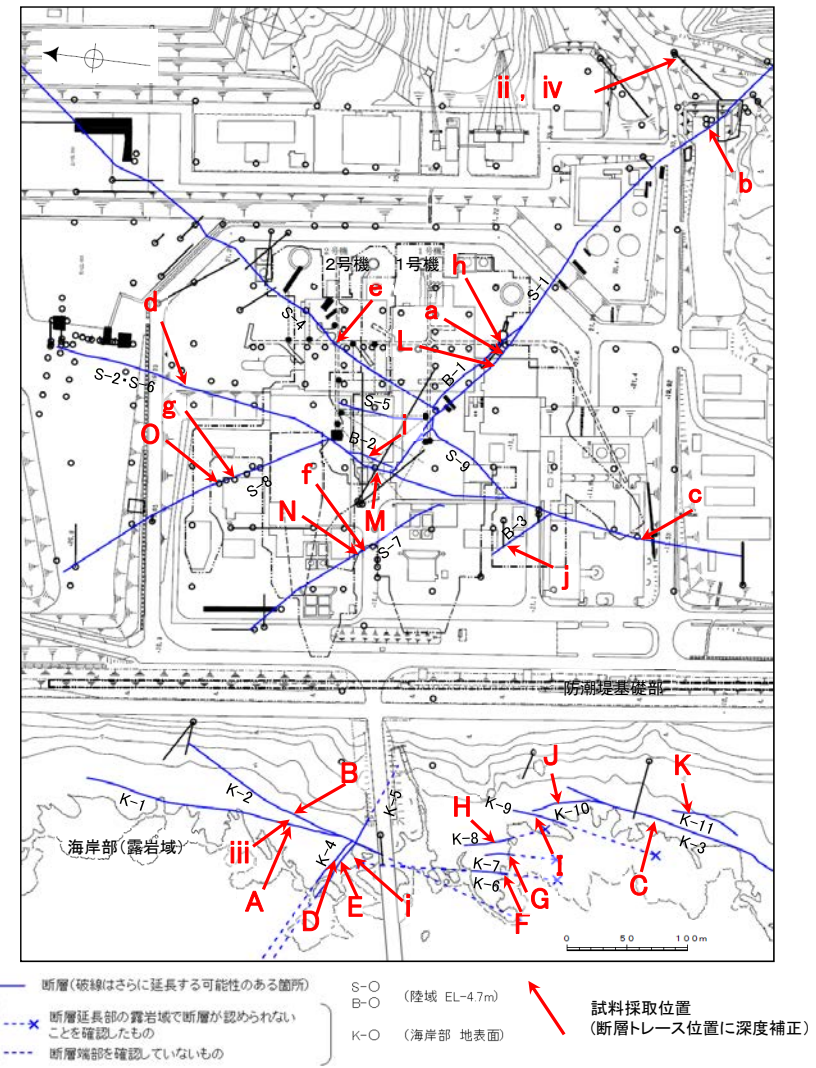 ii , iv
b
2号機
1号機
2号機
1号機
h
e
d
a
S-1
S-4
L
B-1
S-2・S-6
S-5
g
i
B-2
O
S-9
S-8
f
M
N
c
S-7
B-3
j
防潮堤基礎部
J
B
K
K-5
K-2
K-1
H
K-9
K-10
K-11
海岸部(露岩域)
iii
K-8
K-3
K-4
K-7
I
A
K-6
G
C
D
E
i
F
0 50 100m
断層(破線はさらに延長する可能性のある箇所)
断層延長部の露岩域で断層が認められない
ことを確認したもの
断層端部を確認していないもの
S-○
B-○
(陸域 EL-4.7m)
K-○
(海岸部 地表面)
試料採取位置
(断層トレース位置に深度補正)